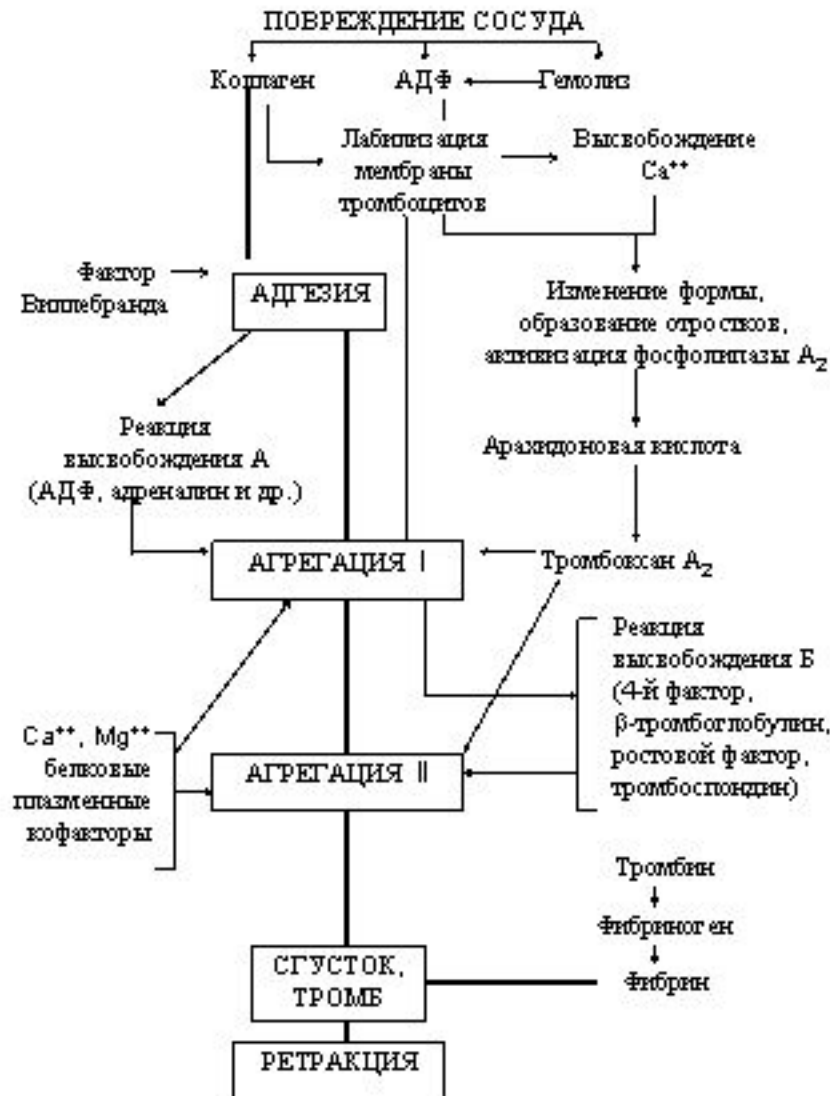 ПОВРЕЖДЕНИЕ СОСУДА
Коллаген
АДФ
Гемолиз
Лабилизация
мембраны
тромбоцитов
Высвобождение
Ca⁺⁺
Фактор
Виллебранда
АДГЕЗИЯ
Изменение формы,
образование отростков,
активизация фосфолипазы A₂
Реакция
высвобождения А
(АДФ, адреналин и др.)
Арахидоновая кислота
АГРЕГАЦИЯ I
Тромбоксан A₂
Реакция
высвобождения Б
(4-й фактор,
β-тромбоглобулин,
ростовой фактор,
тромбоспондин)
Ca⁺⁺, Mg⁺⁺
белковые
плазменные
кофакторы
АГРЕГАЦИЯ II
Тромбин
Фибриноген
Фибрин
СГУСТОК,
ТРОМБ
РЕТРАКЦИЯ